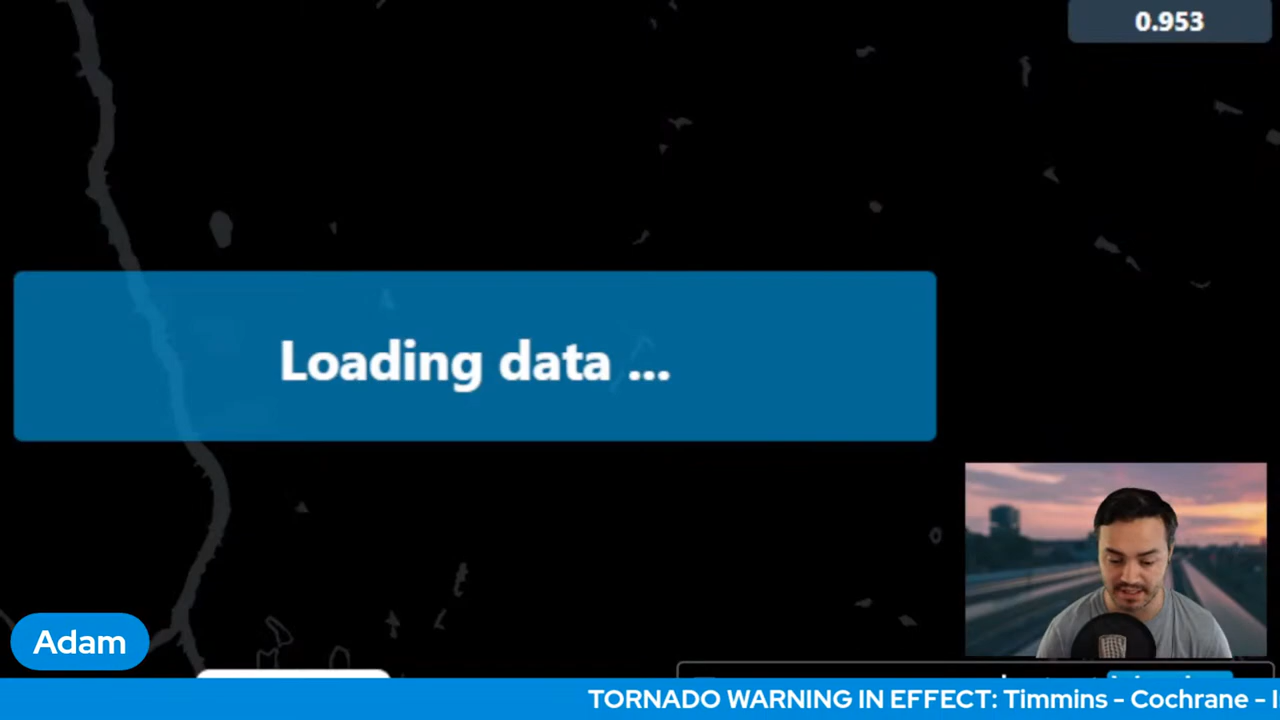 0.953
Loading data ...
Adam
TORNADO WARNING IN EFFECT: Timmins - Cochrane -